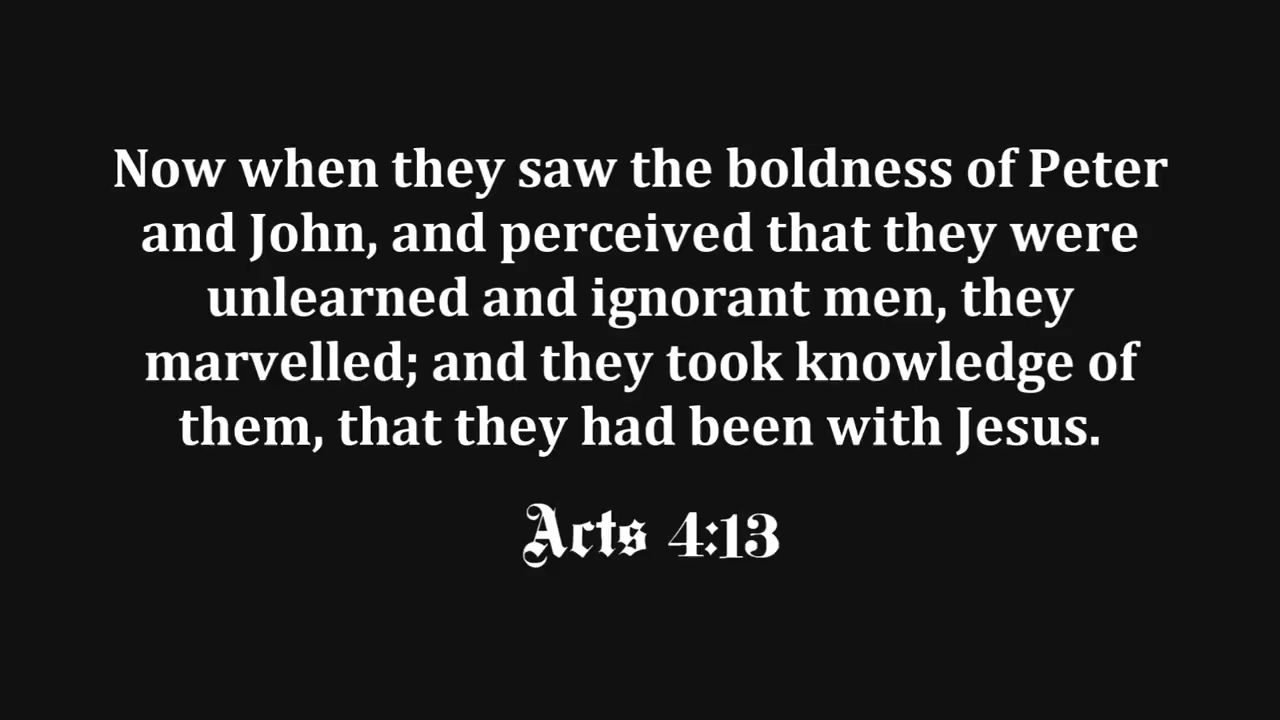 Now when they saw the boldness of Peter
and John, and perceived that they were
unlearned and ignorant men, they
marvelled; and they took knowledge of
them, that they had been with Jesus.
Acts 4:13